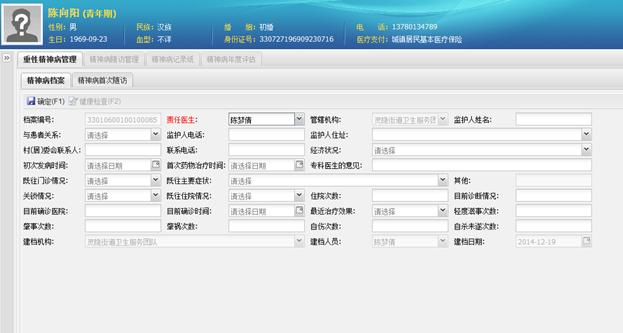 陈向阳 (青年期)
性别: 男 民族: 汉族 婚 姻: 初婚 电 话: 13780134789
生日: 1969-09-23 血型: 不详 身份证号: 330727196909230716 医疗支付: 城镇居民基本医疗保险
重性精神病管理 精神病随访管理 精神病记录纸 精神病年度评估
精神病档案 精神病首次随访
确定(F1) 健康检查(F2)
档案编号: 33010600100100085 责任医生: 陈梦倩 管辖机构: 灵隐街道卫生服务团 监护人姓名:
与患者关系: 请选择 监护人电话: 监护人住址:
村(居)委会联系人: 联系电话: 经济状况: 请选择
初次发病时间: 请选择日期 首次药物治疗时间: 请选择日期 专科医生的意见:
既往门诊情况: 请选择 既往主要症状: 请选择 其他:
关锁情况: 请选择 既往住院情况: 请选择 住院次数: 目前诊断情况:
目前确诊医院: 目前确诊时间: 请选择日期 最近治疗效果: 请选择 轻度滋事次数:
肇事次数: 肇祸次数: 自伤次数: 自杀未遂次数:
建档机构: 灵隐街道卫生服务团队 建档人员: 陈梦倩 建档日期: 2014-12-19